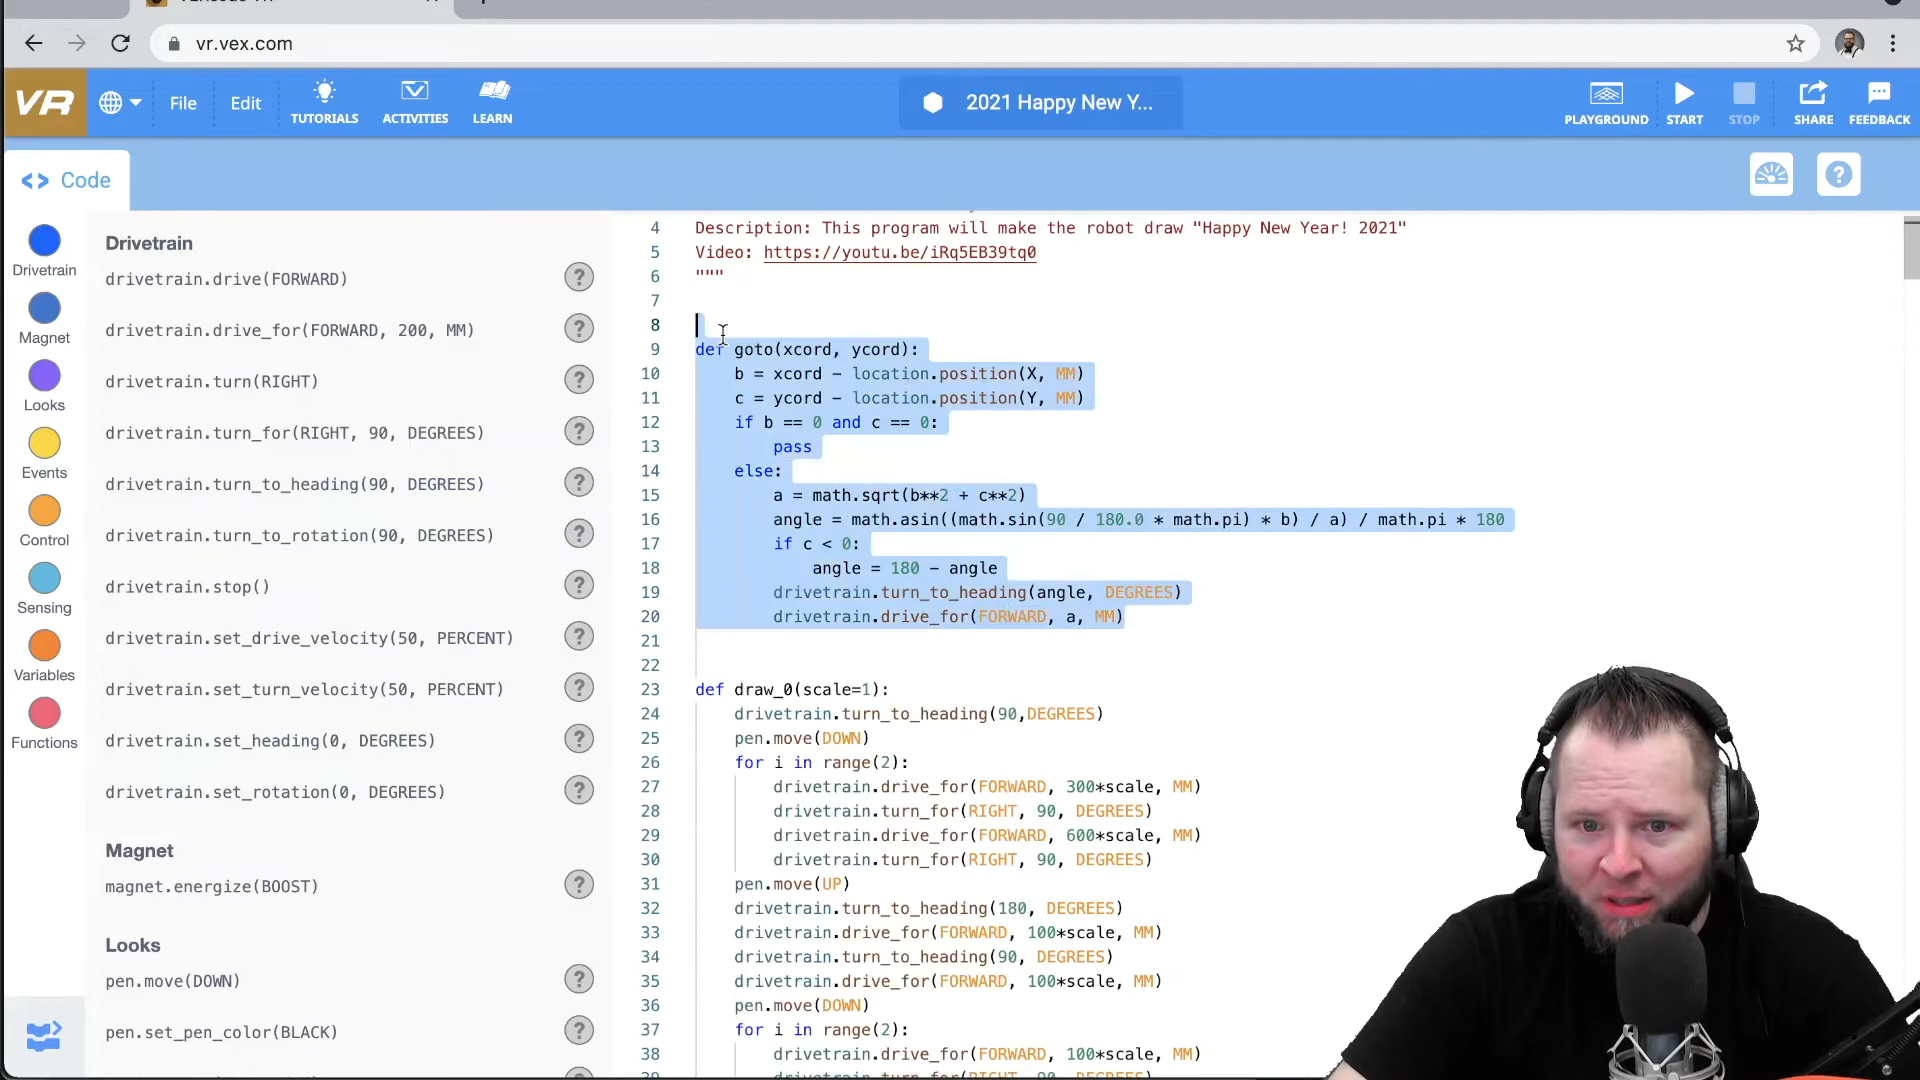 vr.vex.com
VR
File
Edit
TUTORIALS
ACTIVITIES
LEARN
2021 Happy New Y...
PLAYGROUND
START
STOP
SHARE
FEEDBACK
<> Code
Drivetrain
Magnet
Looks
Events
Control
Sensing
Variables
Functions
Drivetrain
drivetrain.drive(FORWARD)
drivetrain.drive_for(FORWARD, 200, MM)
drivetrain.turn(RIGHT)
drivetrain.turn_for(RIGHT, 90, DEGREES)
drivetrain.turn_to_heading(90, DEGREES)
drivetrain.turn_to_rotation(90, DEGREES)
drivetrain.stop()
drivetrain.set_drive_velocity(50, PERCENT)
drivetrain.set_turn_velocity(50, PERCENT)
drivetrain.set_heading(0, DEGREES)
drivetrain.set_rotation(0, DEGREES)
Magnet
magnet.energize(BOOST)
Looks
pen.move(DOWN)
pen.set_pen_color(BLACK)
4 Description: This program will make the robot draw "Happy New Year! 2021"
5 Video: https://youtu.be/iRq5EB39tq0
6 """
7
8
9 def goto(xcord, ycord):
10 b = xcord - location.position(X, MM)
11 c = ycord - location.position(Y, MM)
12 if b == 0 and c == 0:
13 pass
14 else:
15 a = math.sqrt(b**2 + c**2)
16 angle = math.asin((math.sin(90 / 180.0 * math.pi) * b) / a) / math.pi * 180
17 if c < 0:
18 angle = 180 - angle
19 drivetrain.turn_to_heading(angle, DEGREES)
20 drivetrain.drive_for(FORWARD, a, MM)
21
22
23 def draw_0(scale=1):
24 drivetrain.turn_to_heading(90,DEGREES)
25 pen.move(DOWN)
26 for i in range(2):
27 drivetrain.drive_for(FORWARD, 300*scale, MM)
28 drivetrain.turn_for(RIGHT, 90, DEGREES)
29 drivetrain.drive_for(FORWARD, 600*scale, MM)
30 drivetrain.turn_for(RIGHT, 90, DEGREES)
31 pen.move(UP)
32 drivetrain.turn_to_heading(180, DEGREES)
33 drivetrain.drive_for(FORWARD, 100*scale, MM)
34 drivetrain.turn_to_heading(90, DEGREES)
35 drivetrain.drive_for(FORWARD, 100*scale, MM)
36 pen.move(DOWN)
37 for i in range(2):
38 drivetrain.drive_for(FORWARD, 100*scale, MM)